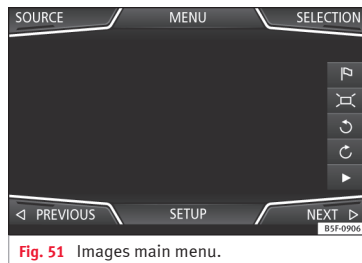 SOURCE MENU SELECTION
PREVIOUS SETUP NEXT
B5F-0906
Fig. 51 Images main menu.